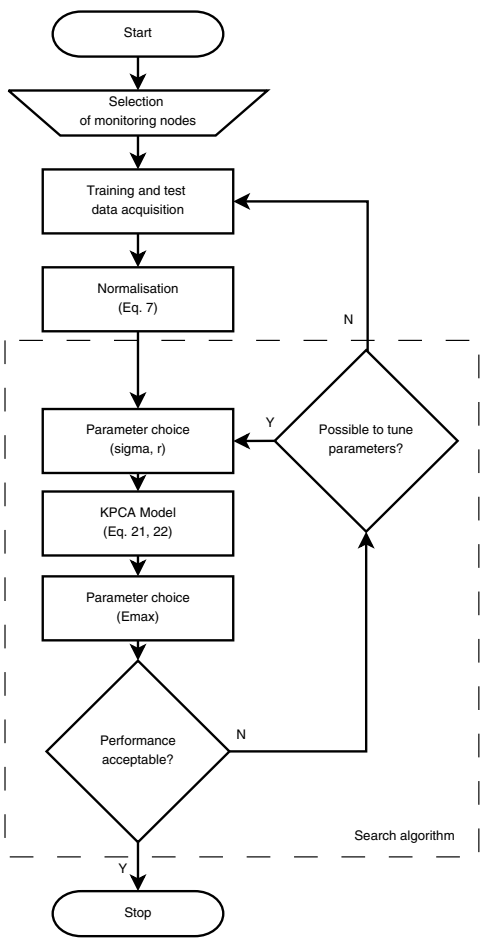 Start
Selection
of monitoring nodes
Training and test
data acquisition
Normalisation
(Eq. 7)
N
Parameter choice
(sigma, r)
Y
Possible to tune
parameters?
KPCA Model
(Eq. 21, 22)
Parameter choice
(Emax)
Performance
acceptable?
N
Search algorithm
Y
Stop